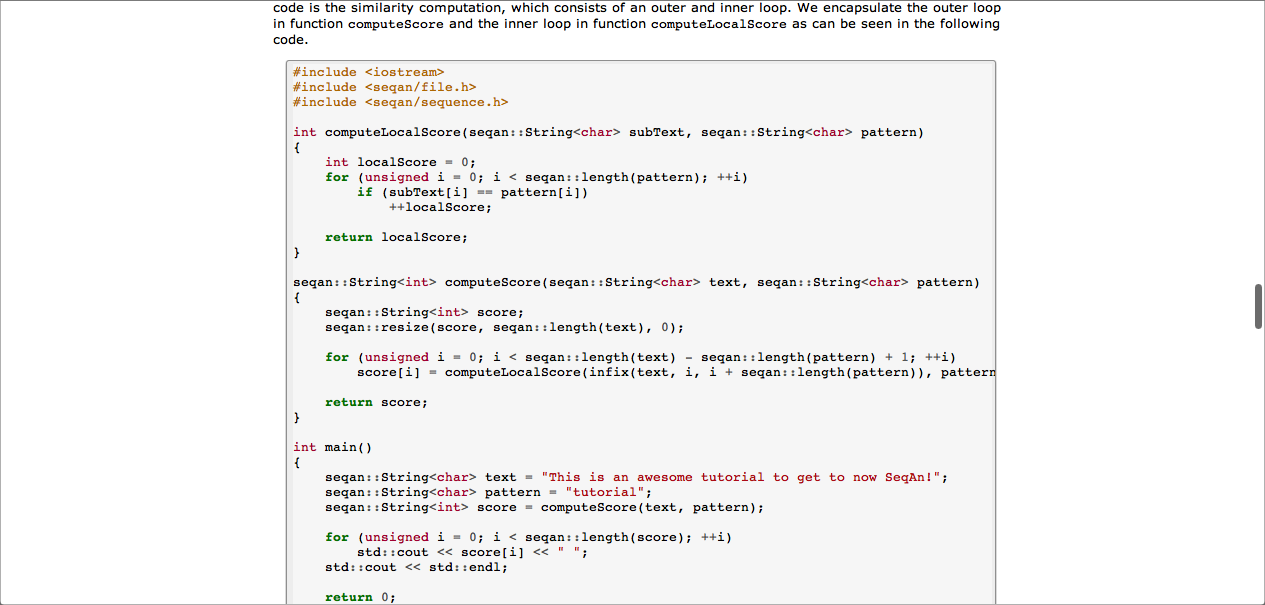 code is the similarity computation, which consists of an outer and inner loop. We encapsulate the outer loop
in function computeScore and the inner loop in function computeLocalScore as can be seen in the following
code.
#include <iostream>
#include <seqan/file.h>
#include <seqan/sequence.h>
int computeLocalScore(seqan::String<char> subText, seqan::String<char> pattern)
{
    int localScore = 0;
    for (unsigned i = 0; i < seqan::length(pattern); ++i)
        if (subText[i] == pattern[i])
            ++localScore;
    return localScore;
}
seqan::String<int> computeScore(seqan::String<char> text, seqan::String<char> pattern)
{
    seqan::String<int> score;
    seqan::resize(score, seqan::length(text), 0);
    for (unsigned i = 0; i < seqan::length(text) - seqan::length(pattern) + 1; ++i)
        score[i] = computeLocalScore(infix(text, i, i + seqan::length(pattern)), pattern
    return score;
}
int main()
{
    seqan::String<char> text = "This is an awesome tutorial to get to now SeqAn!";
    seqan::String<char> pattern = "tutorial";
    seqan::String<int> score = computeScore(text, pattern);
    for (unsigned i = 0; i < seqan::length(score); ++i)
        std::cout << score[i] << " ";
    std::cout << std::endl;
    return 0;